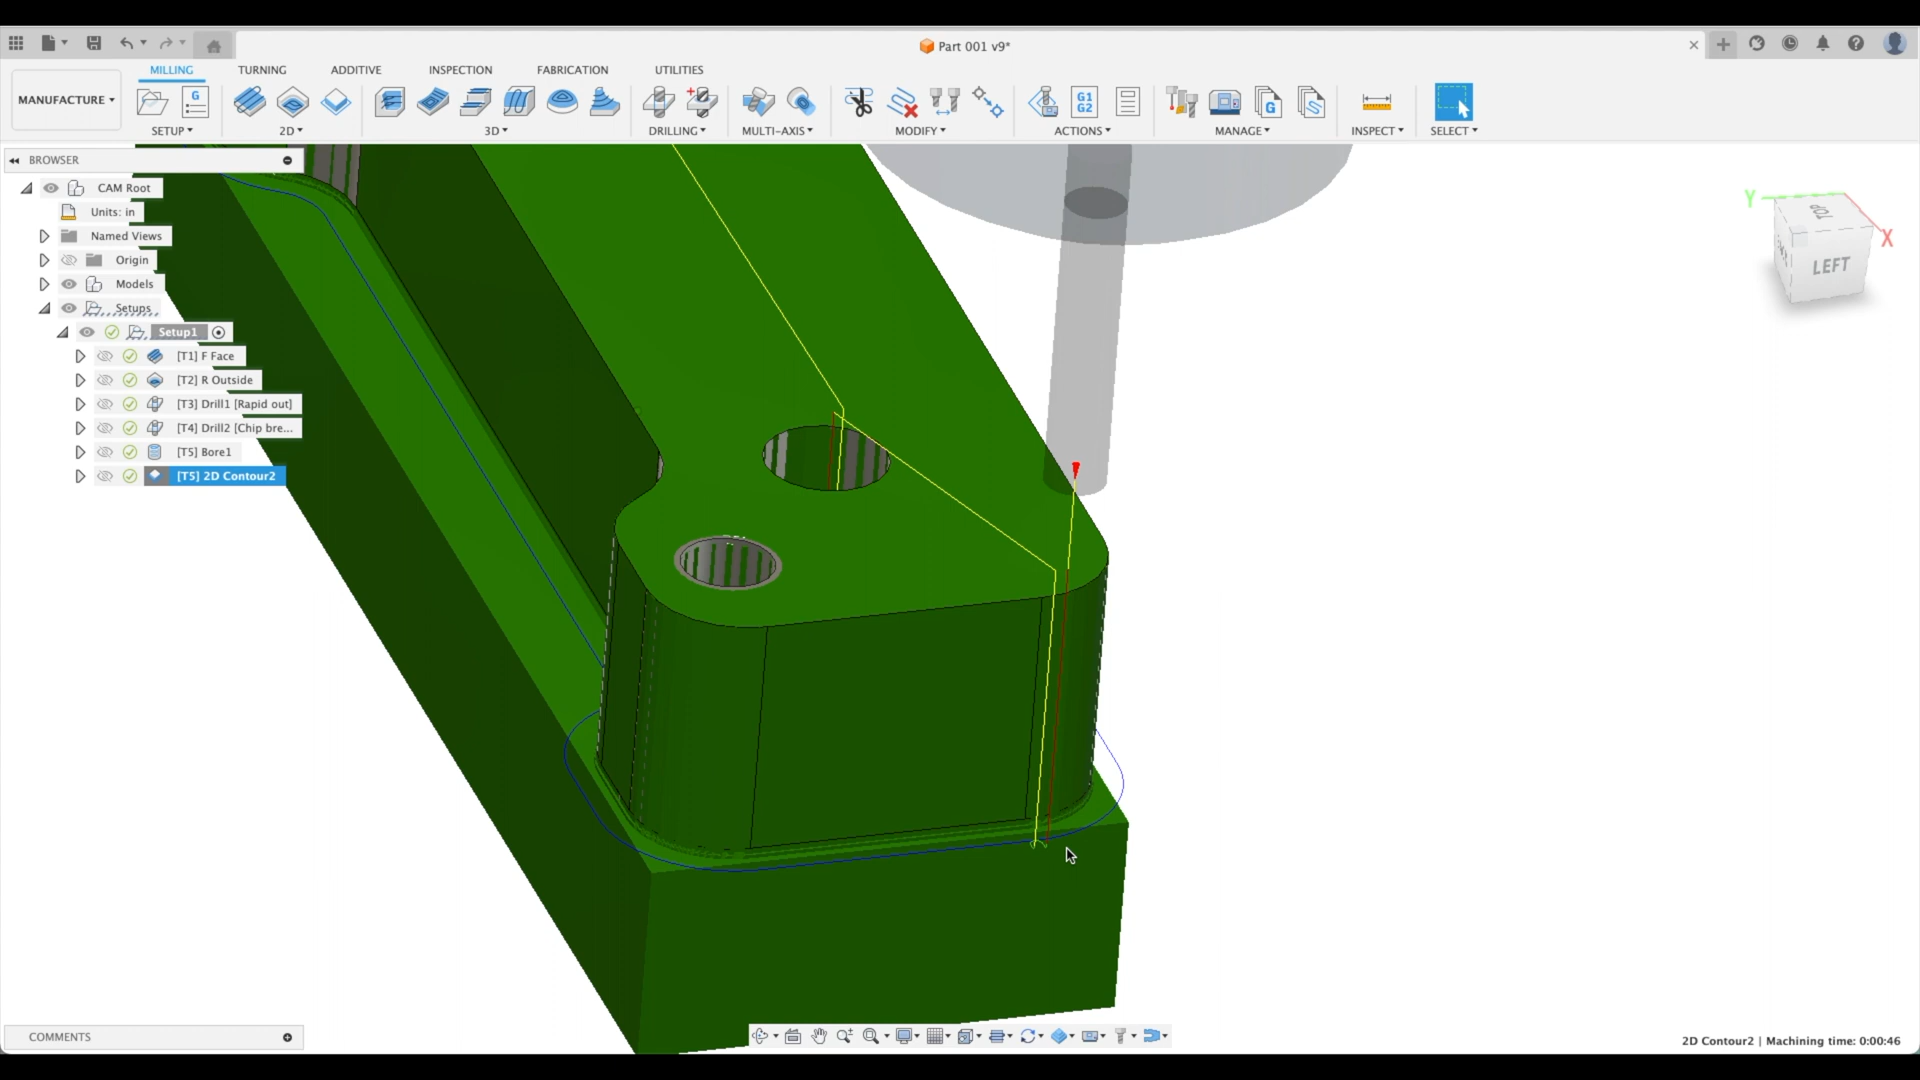 Part 001 v9*
MANUFACTURE
MILLING
TURNING
ADDITIVE
INSPECTION
FABRICATION
UTILITIES
G
G1
G2
G
SETUP
2D
3D
DRILLING
MULTI-AXIS
MODIFY
ACTIONS
MANAGE
INSPECT
SELECT
BROWSER
CAM Root
Units: in
Named Views
Origin
Models
Setups
Setup1
[T1] F Face
[T2] R Outside
[T3] Drill1 [Rapid out]
[T4] Drill2 [Chip bre...
[T5] Bore1
[T5] 2D Contour2
Y
TOP
X
LEFT
COMMENTS
2D Contour2 | Machining time: 0:00:46